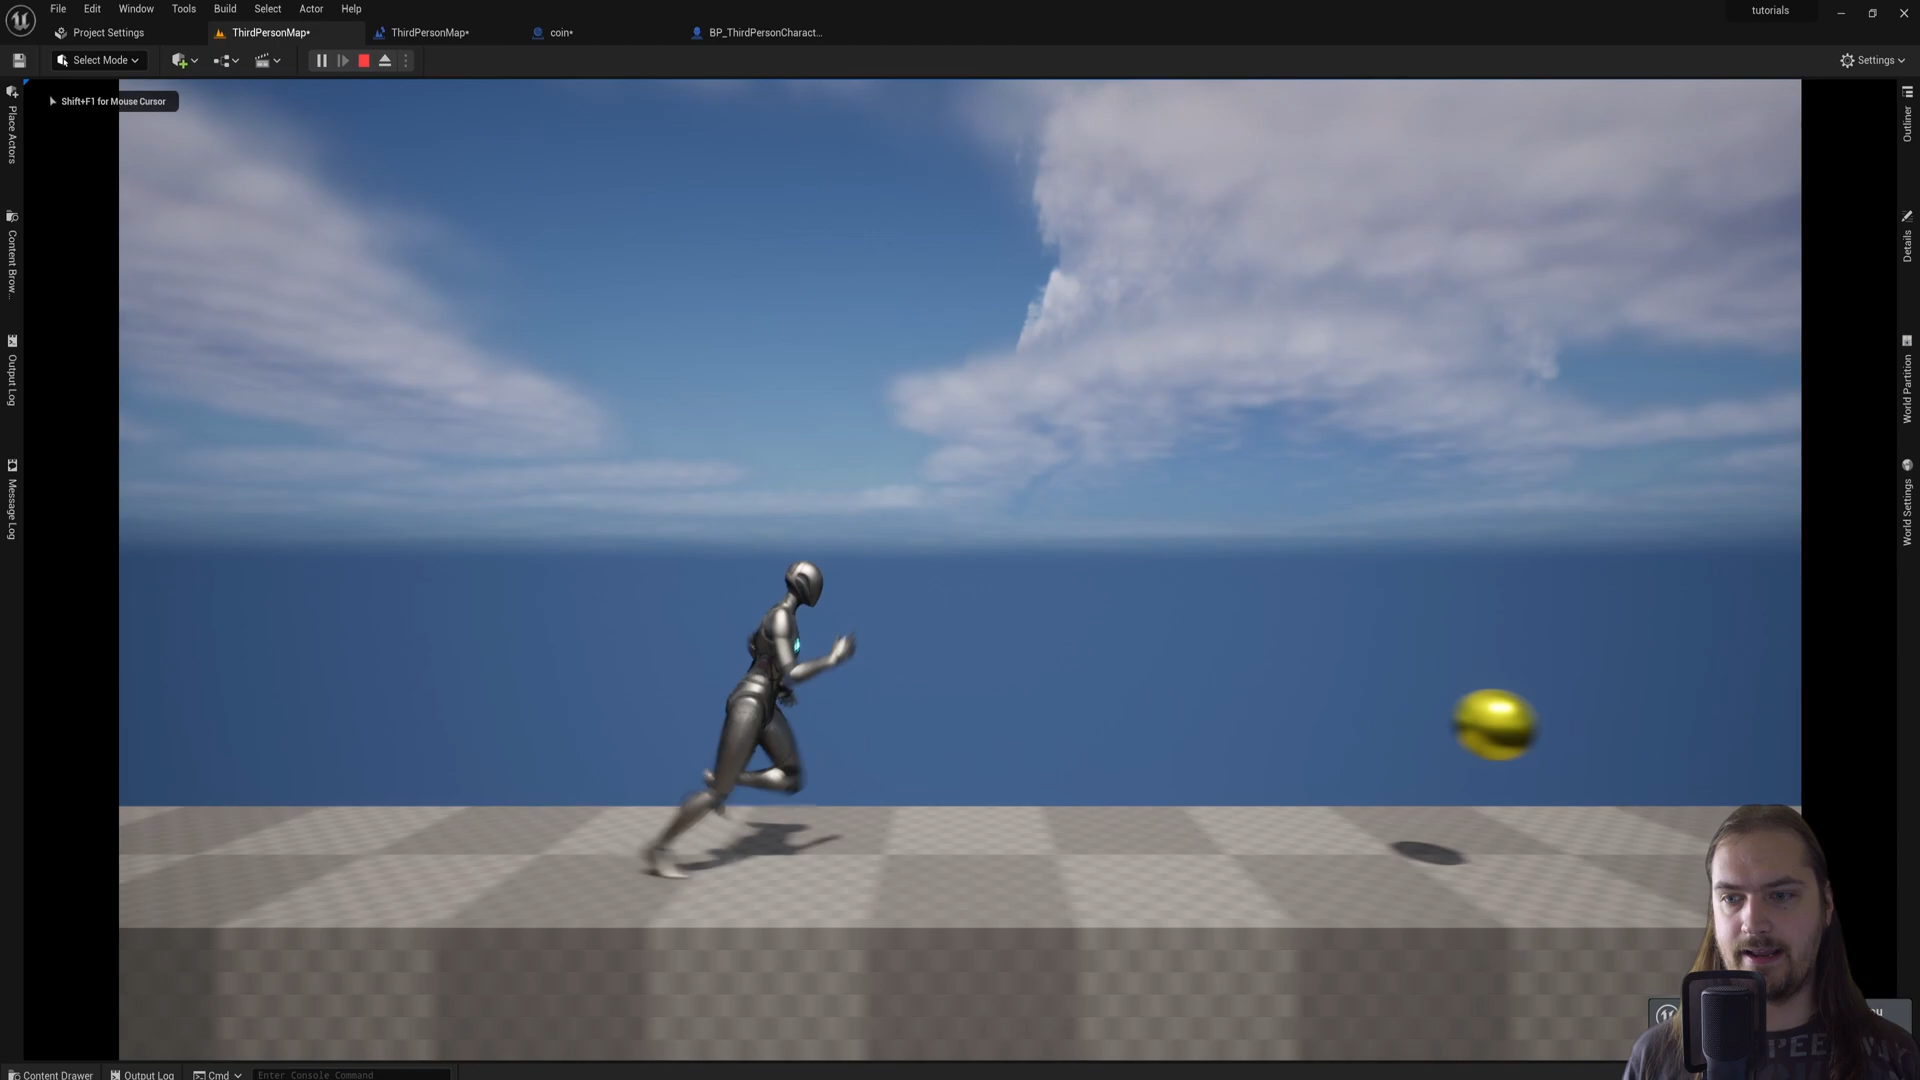 File Edit Window Tools Build Select Actor Help
tutorials
Project Settings
ThirdPersonMap*
ThirdPersonMap*
coin*
BP_ThirdPersonCharact...
Select Mode
Settings
Shift+F1 for Mouse Cursor
Place Actors
Content Brow...
Output Log
Message Log
Outliner
Details
World Partition
World Settings
Content Drawer
Output Log
Cmd
Enter Console Command